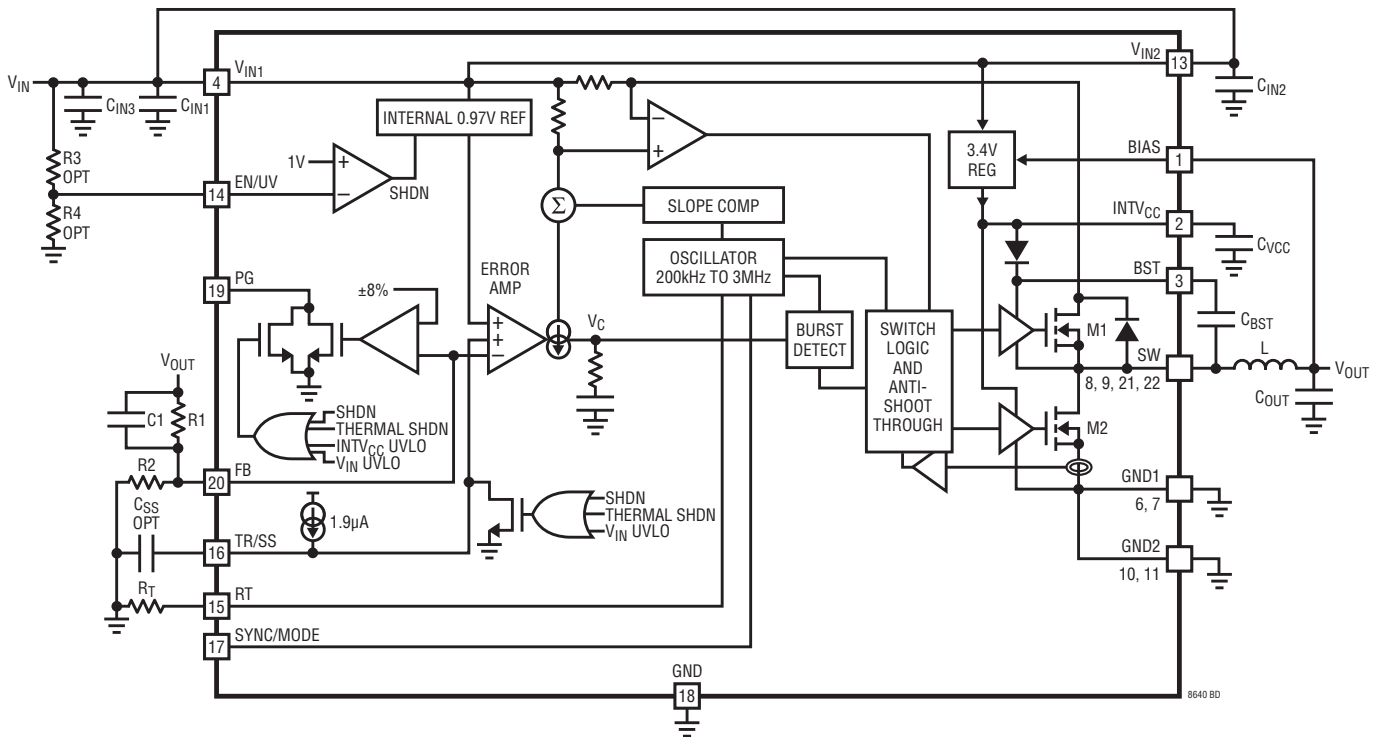 VIN
CIN3
CIN1
4
VIN1
VIN2
13
CIN2
R3
OPT
R4
OPT
14
EN/UV
1V
+
−
SHDN
INTERNAL 0.97V REF
−
+
Σ
SLOPE COMP
OSCILLATOR
200kHz TO 3MHz
3.4V
REG
BIAS
1
INTVCC
2
CVCC
BST
3
CBST
PG
19
±8%
ERROR
AMP
+
+
−
VC
BURST
DETECT
SWITCH
LOGIC
AND
ANTI-
SHOOT
THROUGH
M1
SW
8, 9, 21, 22
L
VOUT
COUT
M2
VOUT
C1
R1
SHDN
THERMAL SHDN
INTVCC UVLO
VIN UVLO
R2
FB
20
CSS
OPT
1.9µA
TR/SS
16
SHDN
THERMAL SHDN
VIN UVLO
GND1
6, 7
GND2
10, 11
RT
RT
15
SYNC/MODE
17
GND
18
8640 BD